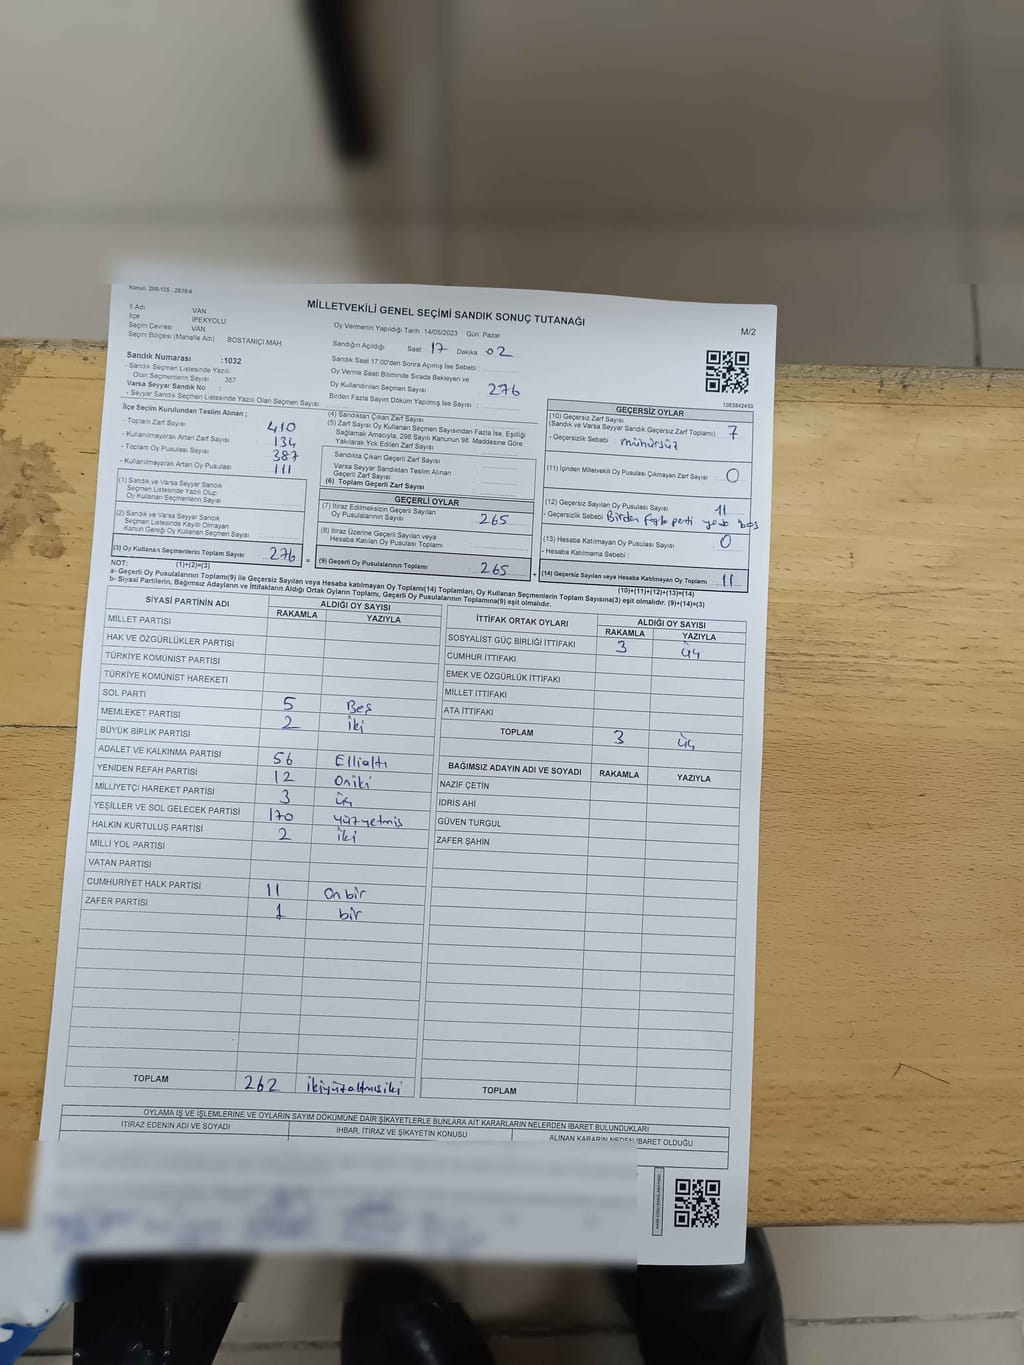 Kanun: 298/105 ; 2839/4
MİLLETVEKİLİ GENEL SEÇİMİ SANDIK SONUÇ TUTANAĞI
M/2
İl Adı VAN
İlçe İPEKYOLU
Seçim Çevresi VAN
Seçim Bölgesi (Mahalle Adı) BOSTANİÇİ MAH
Sandık Numarası :1032
- Sandık Seçmen Listesinde Yazılı
Olan Seçmenlerin Sayısı 357
Varsa Seyyar Sandık No :
- Seyyar Sandık Seçmen Listesinde Yazılı Olan Seçmen Sayısı:
Oy Vermenin Yapıldığı Tarih 14/05/2023 Gün: Pazar
Sandığın Açıldığı Saat 17 Dakika 02
Sandık Saat 17:00'den Sonra Açılmış İse Sebebi :
Oy Verme Saati Bitiminde Sırada Bekleyen ve
Oy Kullandırılan Seçmen Sayısı 276
Birden Fazla Sayım Döküm Yapılmış İse Sayısı :
1083842455
İlçe Seçim Kurulundan Teslim Alınan ;
- Toplam Zarf Sayısı 410
- Kullanılmayarak Artan Zarf Sayısı 134
- Toplam Oy Pusulası Sayısı 387
- Kullanılmayarak Artan Oy Pusulası 111
(1) Sandık ve Varsa Seyyar Sandık
Seçmen Listesinde Yazılı Olup
Oy Kullanan Seçmen Sayısı
(2) Sandık ve Varsa Seyyar Sandık
Seçmen Listesinde Kayıtlı Olmayan
Kanun Gereği Oy Kullanan Seçmen Sayısı
(3) Oy Kullanan Seçmenlerin Toplam Sayısı 276 =
(1)+(2)=(3)
(4) Sandıktan Çıkan Zarf Sayısı
(5) Zarf Sayısı Oy Kullanan Seçmen Sayısından Fazla İse, Eşitliği
Sağlamak Amacıyla, 298 Sayılı Kanunun 98. Maddesine Göre
Yakılarak Yok Edilen Zarf Sayısı
Sandıkta Çıkan Geçerli Zarf Sayısı
Varsa Seyyar Sandıktan Teslim Alınan
Geçerli Zarf Sayısı
(6) Toplam Geçerli Zarf Sayısı
GEÇERLİ OYLAR
(7) İtiraz Edilmeksizin Geçerli Sayılan
Oy Pusulalarının Sayısı 265
(8) İtiraz Üzerine Geçerli Sayılan veya
Hesaba Katılan Oy Pusulası Toplamı
(9) Geçerli Oy Pusulalarının Toplamı 265 +
GEÇERSİZ OYLAR
(10) Geçersiz Zarf Sayısı
(Sandık ve Varsa Seyyar Sandık Geçersiz Zarf Toplamı) 7
- Geçersizlik Sebebi : mühürsüz
(11) İçinden Milletvekili Oy Pusulası Çıkmayan Zarf Sayısı 0
(12) Geçersiz Sayılan Oy Pusulası Sayısı 11
- Geçersizlik Sebebi Birden fazla parti boş
(13) Hesaba Katılmayan Oy Pusulası Sayısı 0
- Hesaba Katılmama Sebebi :
(14) Geçersiz Sayılan veya Hesaba Katılmayan Oy Toplamı 11
(10)+(11)+(12)+(13)=(14)
NOT:
a- Geçerli Oy Pusulalarının Toplamı(9) ile Geçersiz Sayılan veya Hesaba katılmayan Oy Toplamı(14) Toplamları, Oy Kullanan Seçmenlerin Toplam Sayısına(3) eşit olmalıdır. (9)+(14)=(3)
b- Siyasi Partilerin, Bağımsız Adayların ve İttifakların Aldığı Ortak Oyların Toplamı, Geçerli Oy Pusulalarının Toplamına(9) eşit olmalıdır.
SİYASİ PARTİNİN ADI ALDIĞI OY SAYISI
RAKAMLA YAZIYLA
MİLLET PARTİSİ
HAK VE ÖZGÜRLÜKLER PARTİSİ
TÜRKİYE KOMÜNİST PARTİSİ
TÜRKİYE KOMÜNİST HAREKETİ
SOL PARTİ 5 Beş
MEMLEKET PARTİSİ 2 iki
BÜYÜK BİRLİK PARTİSİ
ADALET VE KALKINMA PARTİSİ 56 Ellialtı
YENİDEN REFAH PARTİSİ 12 Oniki
MİLLİYETÇİ HAREKET PARTİSİ 3 üç
YEŞİLLER VE SOL GELECEK PARTİSİ 170 yüzyetmiş
HALKIN KURTULUŞ PARTİSİ 2 iki
MİLLİ YOL PARTİSİ
VATAN PARTİSİ
CUMHURİYET HALK PARTİSİ 11 On bir
ZAFER PARTİSİ 1 bir
TOPLAM 262 ikiyüzaltmışiki
İTTİFAK ORTAK OYLARI ALDIĞI OY SAYISI
RAKAMLA YAZIYLA
SOSYALİST GÜÇ BİRLİĞİ İTTİFAKI 3 üç
CUMHUR İTTİFAKI
EMEK VE ÖZGÜRLÜK İTTİFAKI
MİLLET İTTİFAKI
ATA İTTİFAKI
TOPLAM 3 üç
BAĞIMSIZ ADAYIN ADI VE SOYADI RAKAMLA YAZIYLA
NAZİF ÇETİN
İDRİS AHİ
GÜVEN TURGUL
ZAFER ŞAHİN
TOPLAM
OYLAMA İŞ VE İŞLEMLERİNE VE OYLARIN SAYIM DÖKÜMÜNE DAİR ŞİKAYETLERLE BUNLARA AİT KARARLARIN NELERDEN İBARET BULUNDUKLARI
İTİRAZ EDENİN ADI VE SOYADI İHBAR, İTİRAZ VE ŞİKAYETİN KONUSU ALINAN KARARIN NEDEN İBARET OLDUĞU